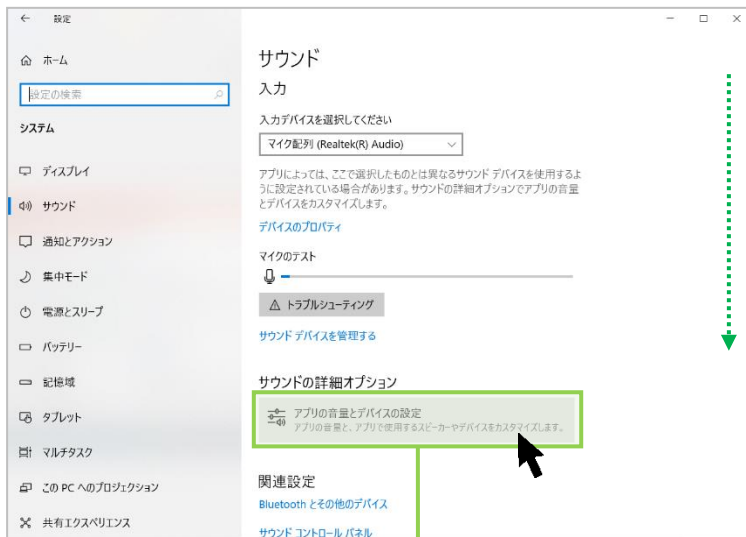 設定
ホーム
設定の検索
システム
ディスプレイ
サウンド
通知とアクション
集中モード
電源とスリープ
バッテリー
記憶域
タブレット
マルチタスク
この PC へのプロジェクション
共有エクスペリエンス
サウンド
入力
入力デバイスを選択してください
マイク配列 (Realtek(R) Audio)
アプリによっては、ここで選択したものとは異なるサウンド デバイスを使用するよ
うに設定されている場合があります。サウンドの詳細オプションでアプリの音量
とデバイスをカスタマイズします。
デバイスのプロパティ
マイクのテスト
トラブルシューティング
サウンド デバイスを管理する
サウンドの詳細オプション
アプリの音量とデバイスの設定
アプリの音量と、アプリで使用するスピーカーやデバイスをカスタマイズします。
関連設定
Bluetooth とその他のデバイス
サウンド コントロール パネル